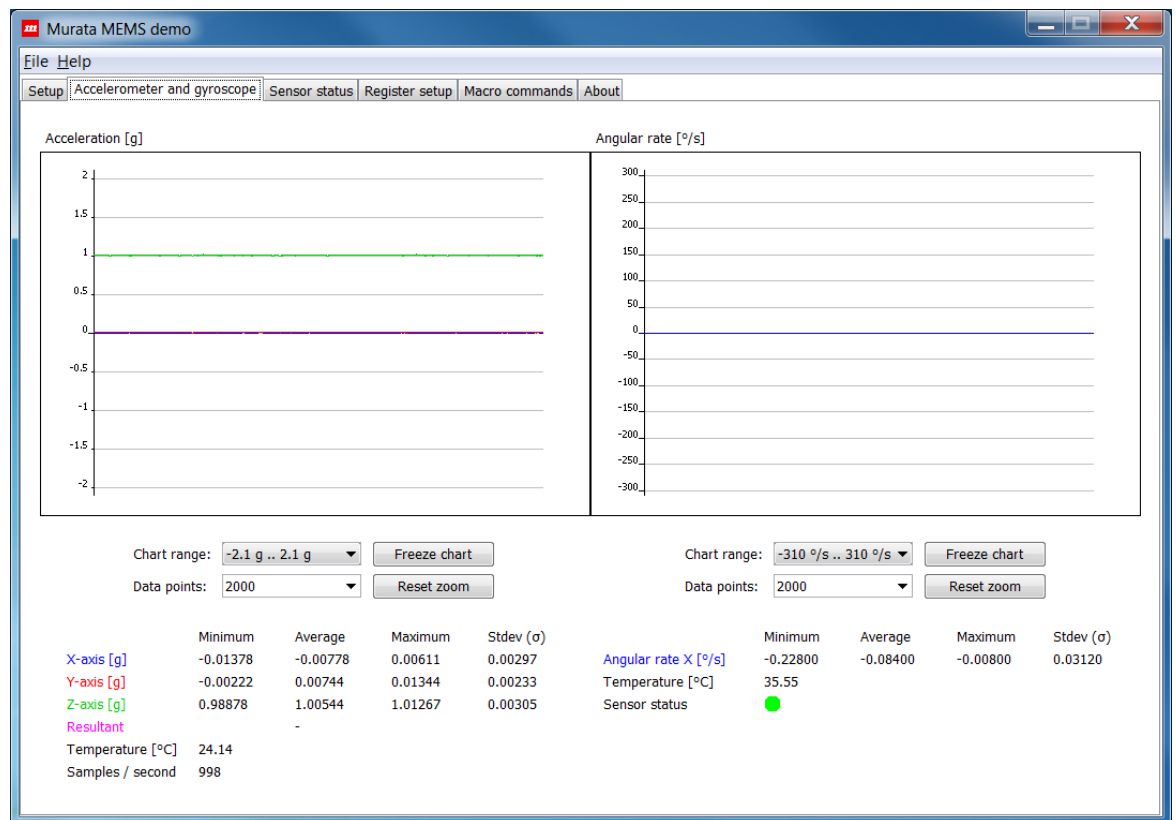 m Murata MEMS demo X
File Help
Setup Accelerometer and gyroscope Sensor status Register setup Macro commands About
Acceleration [g] Angular rate [º/s]
2
1.5
1
0.5
0
-0.5
-1
-1.5
-2
300
250
200
150
100
50
0
-50
-100
-150
-200
-250
-300
Chart range: -2.1 g .. 2.1 g Freeze chart
Data points: 2000 Reset zoom
Chart range: -310 º/s .. 310 º/s Freeze chart
Data points: 2000 Reset zoom
Minimum Average Maximum Stdev (σ)
X-axis [g] -0.01378 -0.00778 0.00611 0.00297
Y-axis [g] -0.00222 0.00744 0.01344 0.00233
Z-axis [g] 0.98878 1.00544 1.01267 0.00305
Resultant -
Temperature [ºC] 24.14
Samples / second 998
Minimum Average Maximum Stdev (σ)
Angular rate X [º/s] -0.22800 -0.08400 -0.00800 0.03120
Temperature [ºC] 35.55
Sensor status